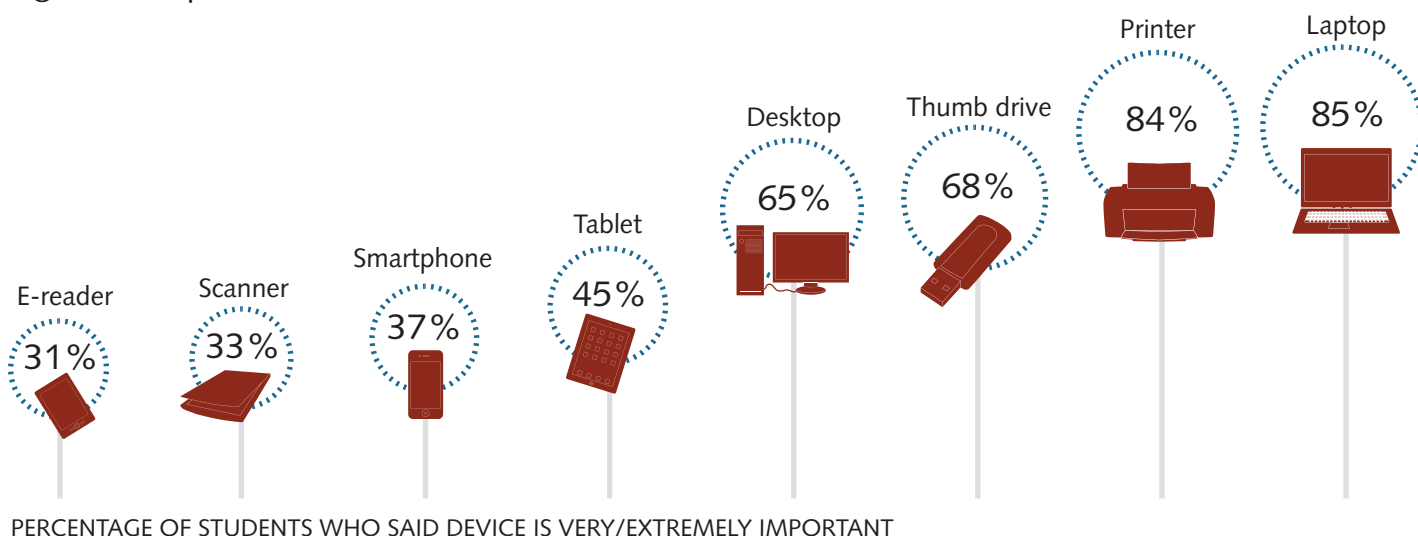 E-reader
31%
Scanner
33%
Smartphone
37%
Tablet
45%
Desktop
65%
Thumb drive
68%
Printer
84%
Laptop
85%
PERCENTAGE OF STUDENTS WHO SAID DEVICE IS VERY/EXTREMELY IMPORTANT